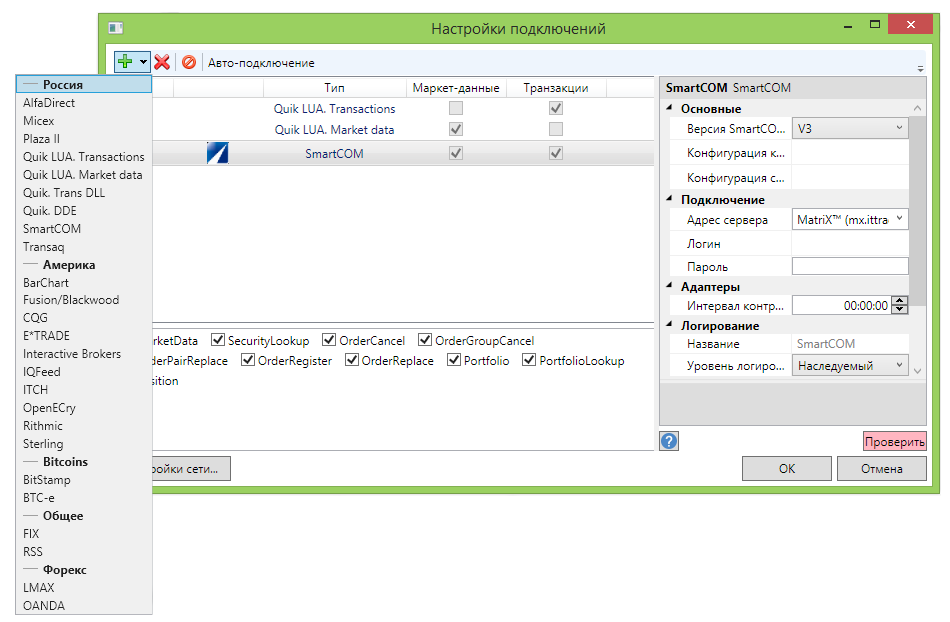 Настройки подключений
Авто-подключение
Россия
AlfaDirect
Micex
Plaza II
Quik LUA. Transactions
Quik LUA. Market data
Quik. Trans DLL
Quik. DDE
SmartCOM
Transaq
Америка
BarChart
Fusion/Blackwood
CQG
E*TRADE
Interactive Brokers
IQFeed
ITCH
OpenECry
Rithmic
Sterling
Bitcoins
BitStamp
BTC-e
Общее
FIX
RSS
Форекс
LMAX
OANDA
Тип Маркет-данные Транзакции
Quik LUA. Transactions
Quik LUA. Market data
SmartCOM
rketData SecurityLookup OrderCancel OrderGroupCancel
derPairReplace OrderRegister OrderReplace Portfolio PortfolioLookup
sition
ройки сети...
SmartCOM SmartCOM
Основные
Версия SmartCO... V3
Конфигурация к...
Конфигурация с...
Подключение
Адрес сервера MatriX™ (mx.ittra
Логин
Пароль
Адаптеры
Интервал контр... 00:00:00
Логирование
Название SmartCOM
Уровень логиро... Наследуемый
?
Проверить
OK Отмена